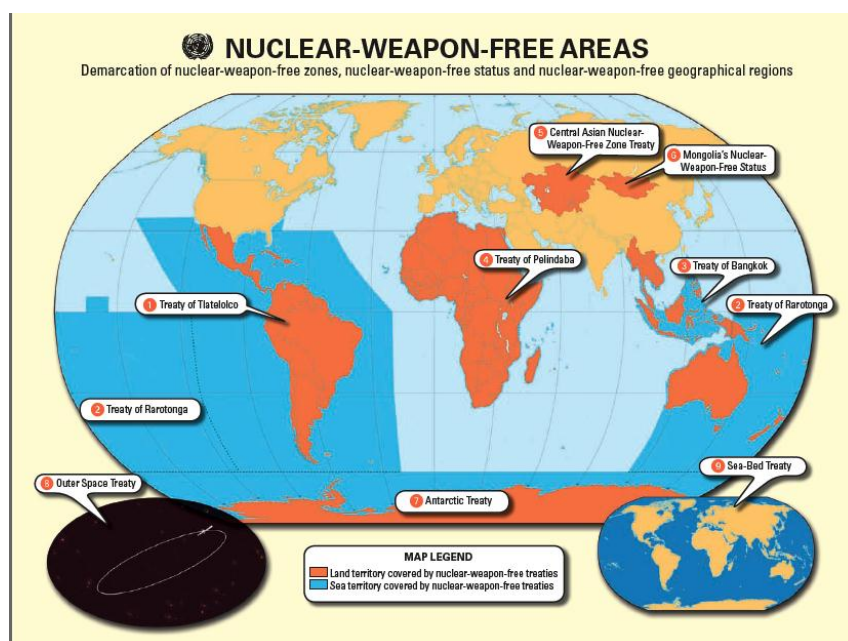 NUCLEAR-WEAPON-FREE AREAS
Demarcation of nuclear-weapon-free zones, nuclear-weapon-free status and nuclear-weapon-free geographical regions
5 Central Asian Nuclear-
Weapon-Free Zone Treaty
6 Mongolia's Nuclear-
Weapon-Free Status
4 Treaty of Pelindaba
3 Treaty of Bangkok
1 Treaty of Tlatelolco
2 Treaty of Rarotonga
2 Treaty of Rarotonga
9 Sea-Bed Treaty
8 Outer Space Treaty
7 Antarctic Treaty
MAP LEGEND
Land territory covered by nuclear-weapon-free treaties
Sea territory covered by nuclear-weapon-free treaties